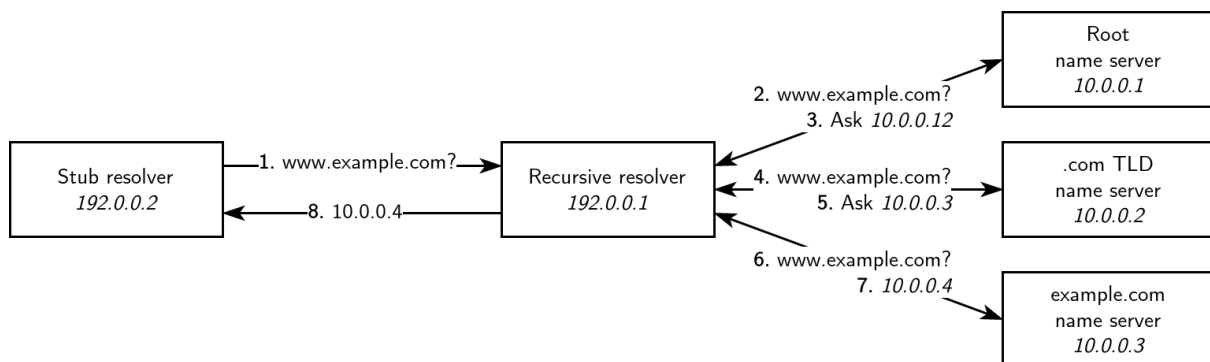 Root
name server
10.0.0.1
2. www.example.com?
3. Ask 10.0.0.12
Stub resolver
192.0.0.2
1. www.example.com?
8. 10.0.0.4
Recursive resolver
192.0.0.1
4. www.example.com?
5. Ask 10.0.0.3
.com TLD
name server
10.0.0.2
6. www.example.com?
7. 10.0.0.4
example.com
name server
10.0.0.3